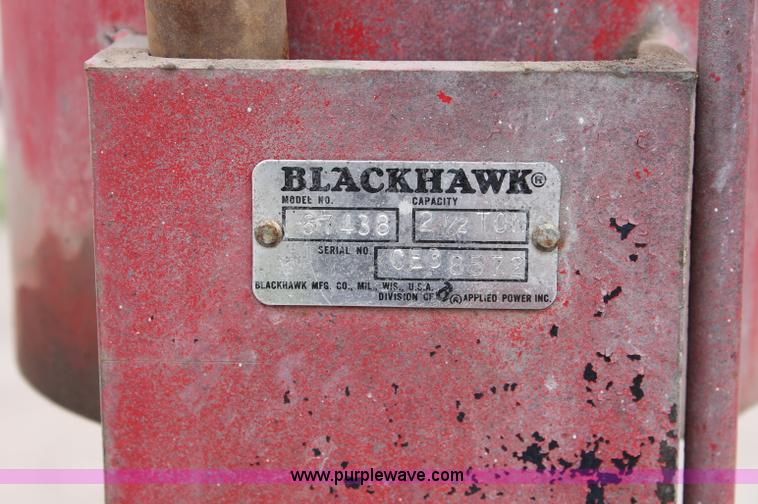 BLACKHAWK®
MODEL NO. CAPACITY
67438 2 1/2 TON
SERIAL NO.
BLACKHAWK MFG. CO., MIL., WIS., U.S.A.
DIVISION OF ® APPLIED POWER INC.
www.purplewave.com